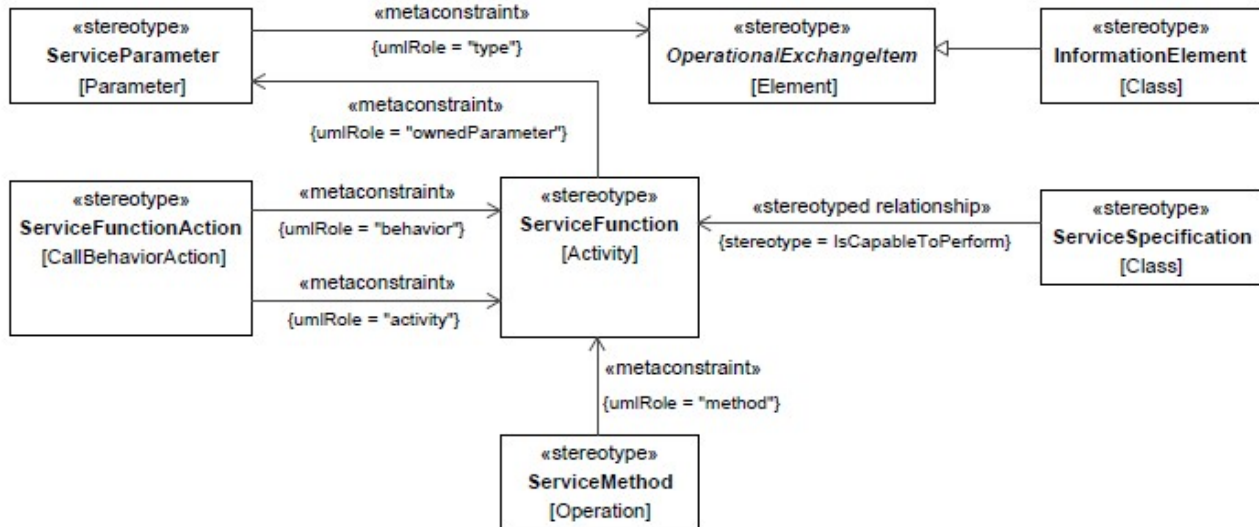 «stereotype»
ServiceParameter
[Parameter]
«metaconstraint»
{umlRole = "type"}
«stereotype»
OperationalExchangeItem
[Element]
«stereotype»
InformationElement
[Class]
«metaconstraint»
{umlRole = "ownedParameter"}
«stereotype»
ServiceFunctionAction
[CallBehaviorAction]
«metaconstraint»
{umlRole = "behavior"}
«metaconstraint»
{umlRole = "activity"}
«stereotype»
ServiceFunction
[Activity]
«stereotyped relationship»
{stereotype = IsCapableToPerform}
«stereotype»
ServiceSpecification
[Class]
«metaconstraint»
{umlRole = "method"}
«stereotype»
ServiceMethod
[Operation]